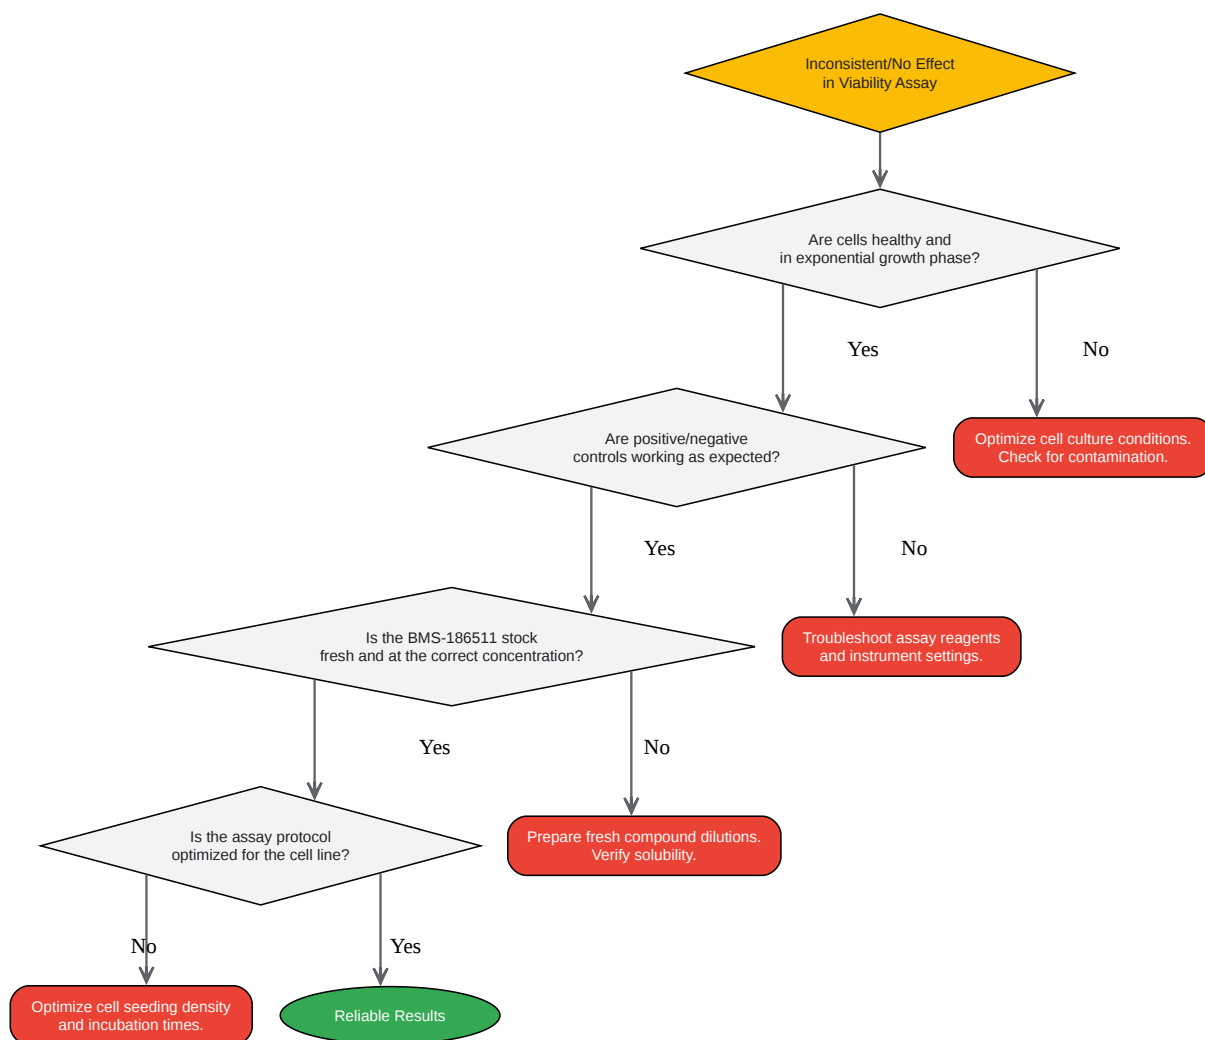 Inconsistent/No Effect
in Viability Assay
Are cells healthy and
in exponential growth phase?
Yes
No
Are positive/negative
controls working as expected?
Optimize cell culture conditions.
Check for contamination.
Yes
No
Is the BMS-186511 stock
fresh and at the correct concentration?
Troubleshoot assay reagents
and instrument settings.
Yes
No
Is the assay protocol
optimized for the cell line?
Prepare fresh compound dilutions.
Verify solubility.
No
Yes
Optimize cell seeding density
and incubation times.
Reliable Results